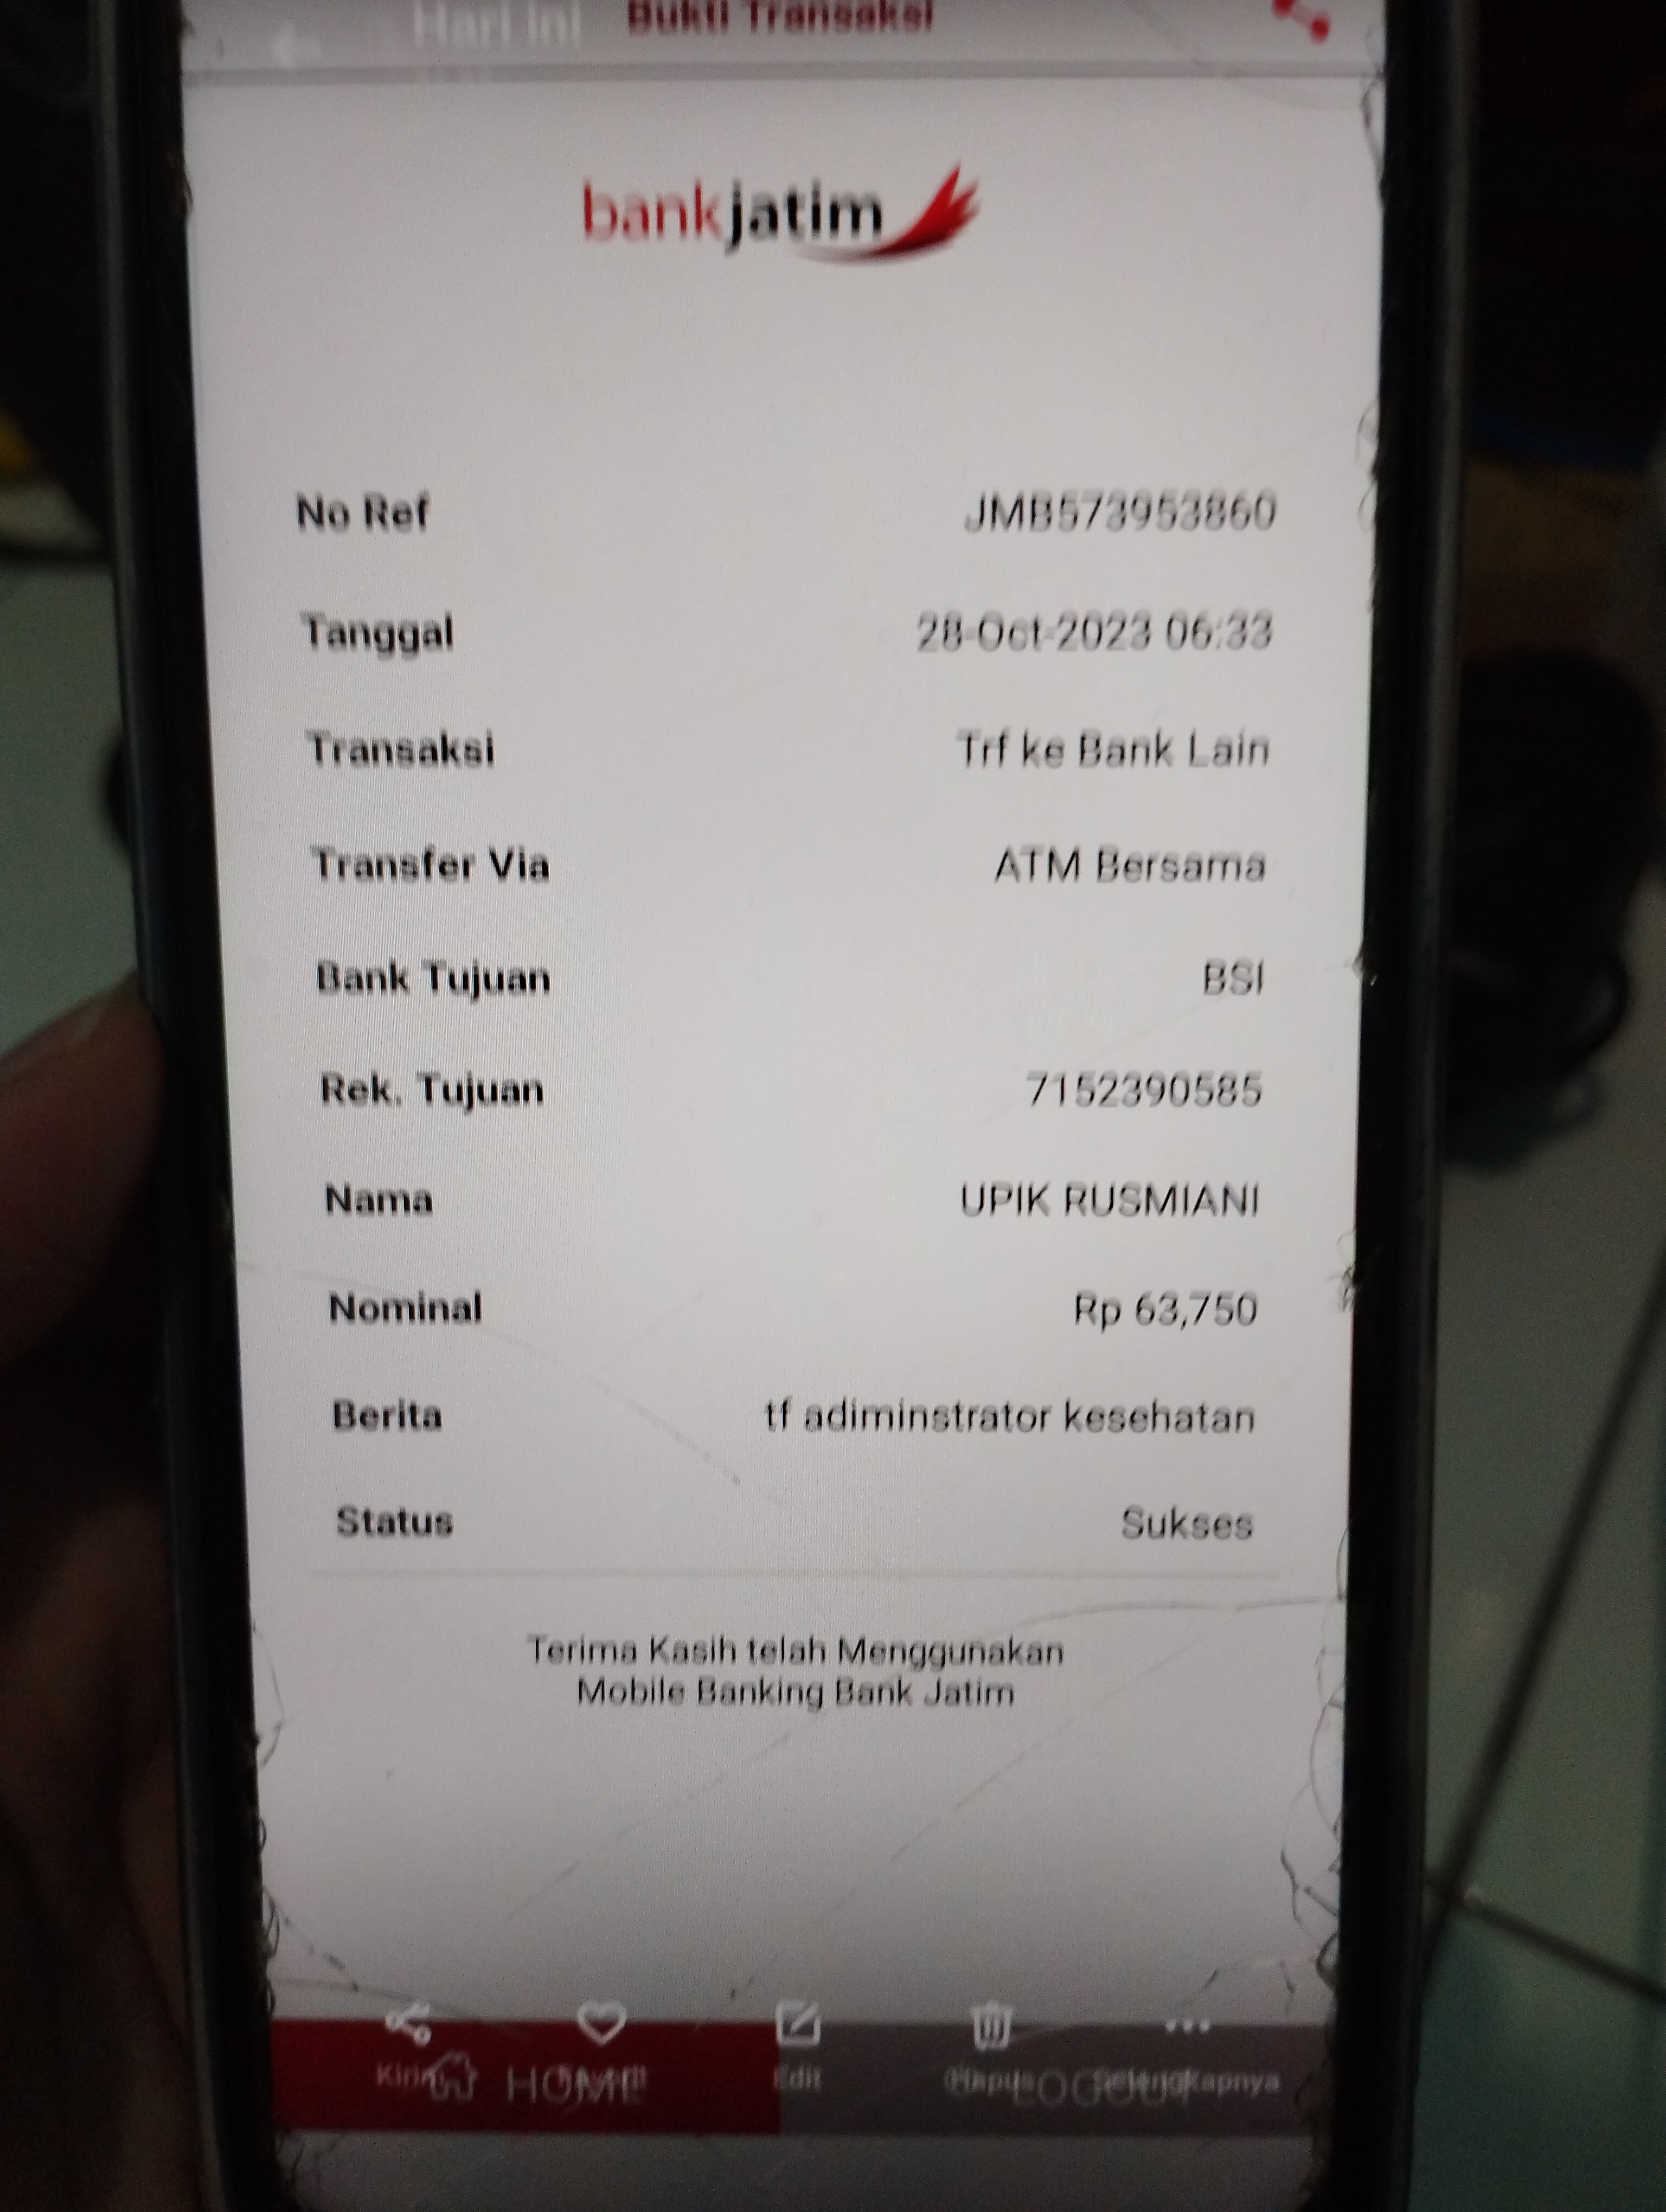 Hari ini
Bukti Transaksi
bankjatim
No Ref JMB573953860
Tanggal 28-Oct-2023 06:33
Transaksi Trf ke Bank Lain
Transfer Via ATM Bersama
Bank Tujuan BSI
Rek. Tujuan 7152390585
Nama UPIK RUSMIANI
Nominal Rp 63,750
Berita tf adiminstrator kesehatan
Status Sukses
Terima Kasih telah Menggunakan
Mobile Banking Bank Jatim
Kirim Favorit Edit Hapus Selengkapnya
HOME LOGOUT